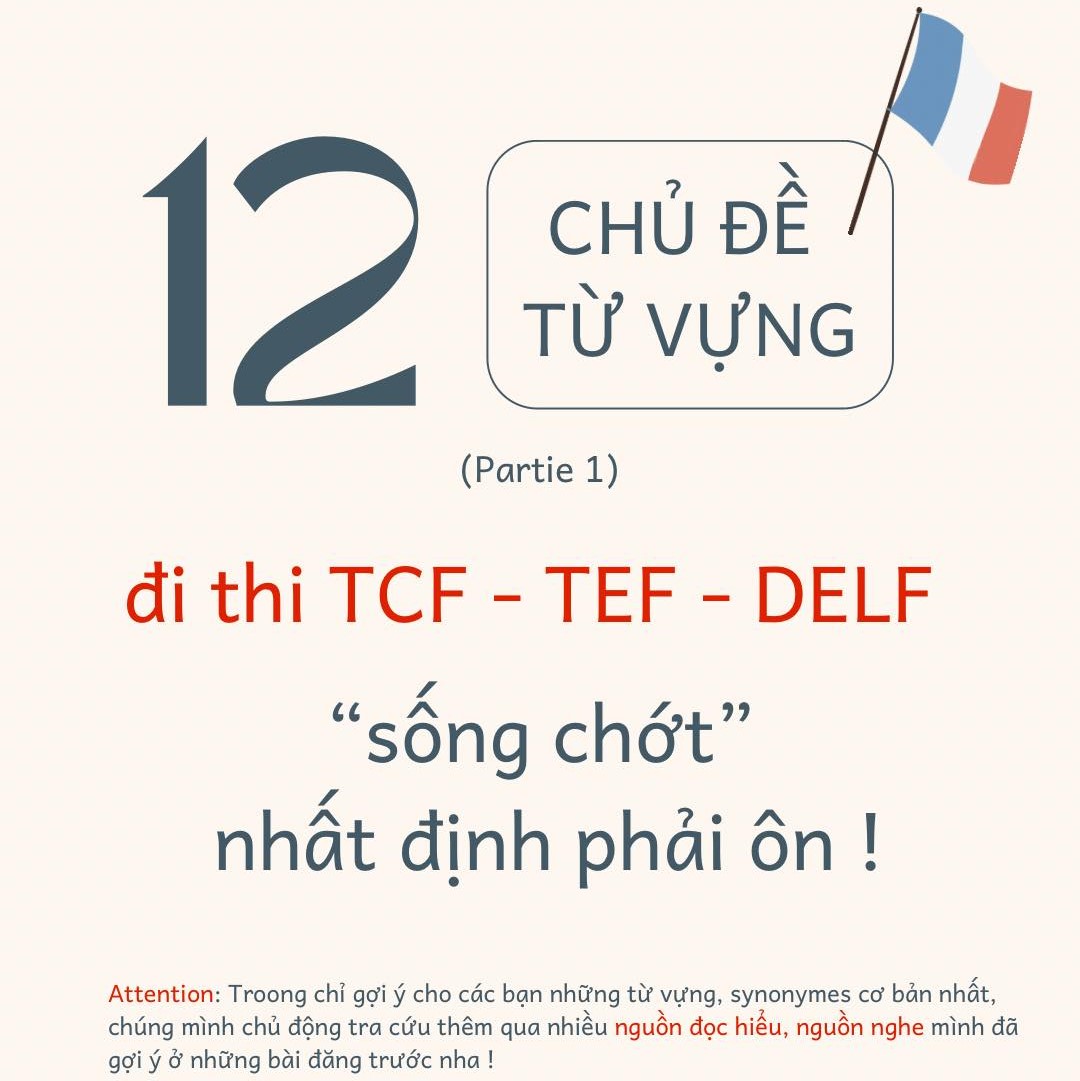 12
CHỦ ĐỀ
TỪ VỰNG
(Partie 1)
đi thi TCF - TEF - DELF
“sống chớt”
nhất định phải ôn !
Attention: Troong chỉ gợi ý cho các bạn những từ vựng, synonymes cơ bản nhất,
chúng mình chủ động tra cứu thêm qua nhiều nguồn đọc hiểu, nguồn nghe mình đã
gợi ý ở những bài đăng trước nha !